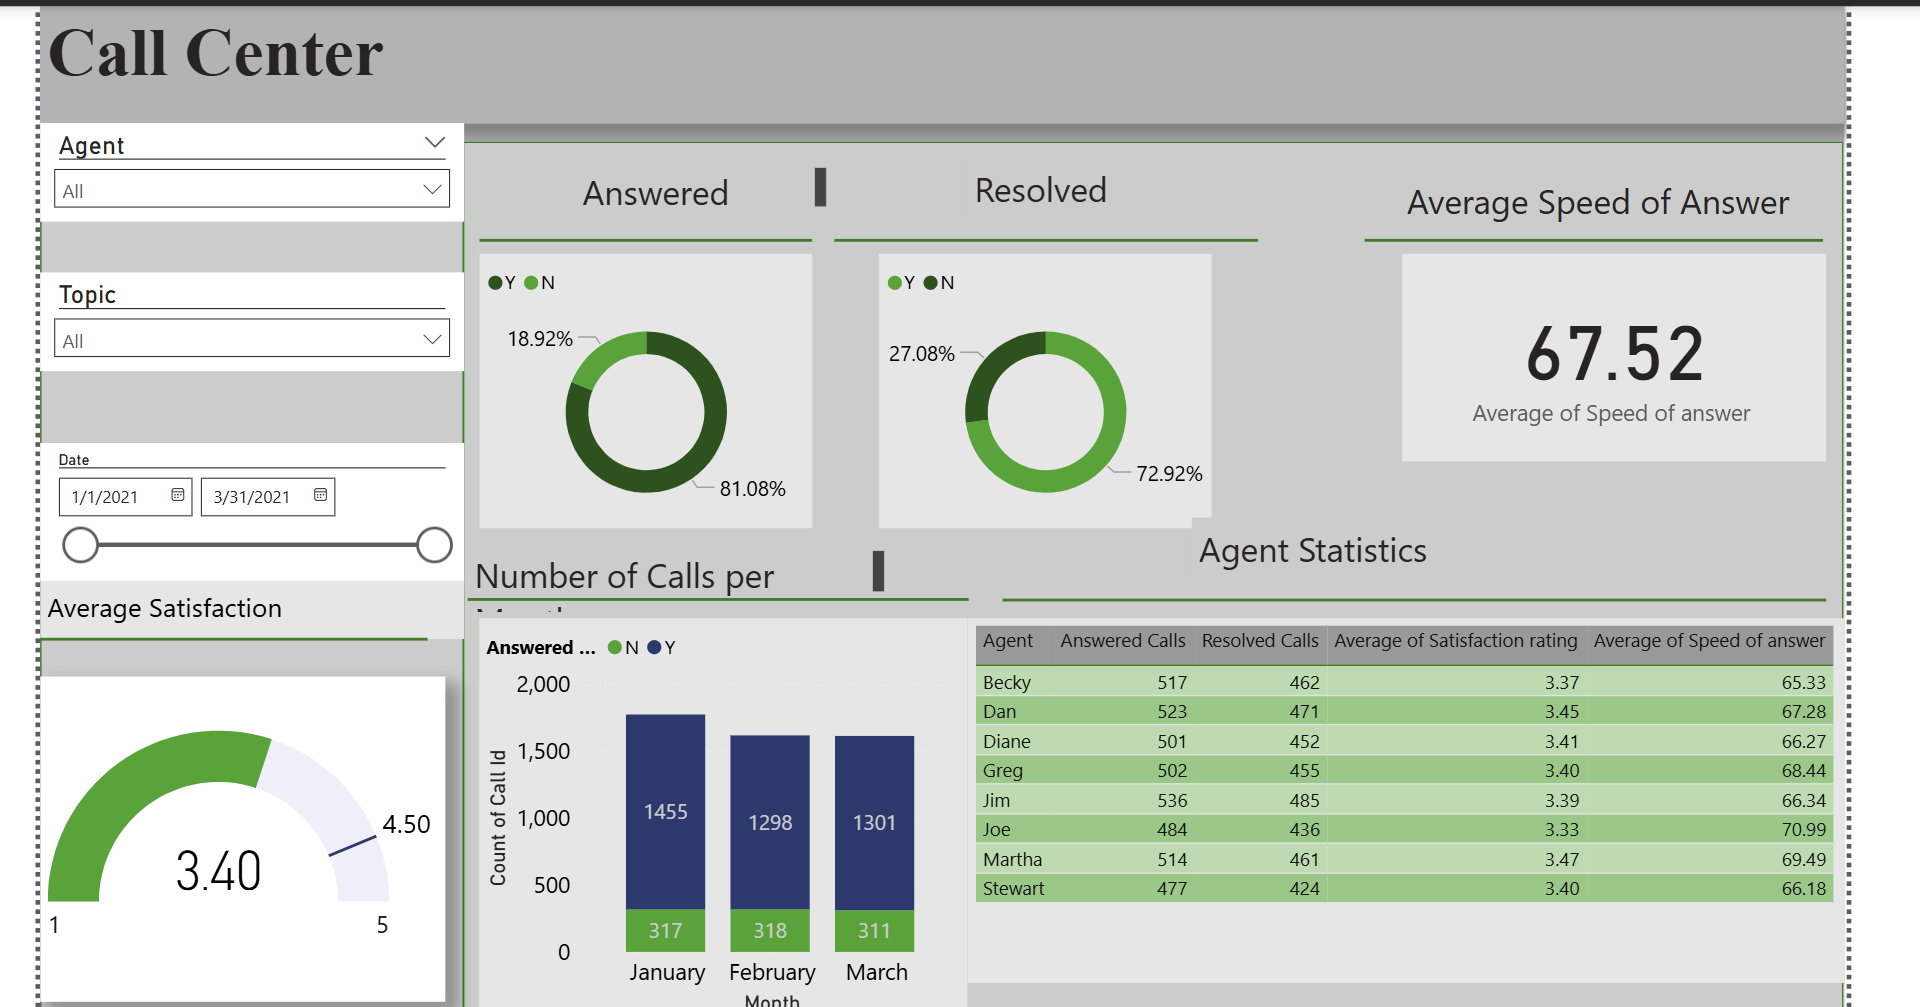 Call Center
Agent
All
Topic
All
Date
1/1/2021 3/31/2021
Average Satisfaction
3.40
4.50
1 5
Answered
Y N
18.92%
81.08%
Resolved
Y N
27.08%
72.92%
Average Speed of Answer
67.52
Average of Speed of answer
Number of Calls per
Answered ... N Y
Count of Call Id
2,000
1,500
1,000
500
0
1455 1298 1301
317 318 311
January February March
Month
Agent Statistics
Agent Answered Calls Resolved Calls Average of Satisfaction rating Average of Speed of answer
Becky 517 462 3.37 65.33
Dan 523 471 3.45 67.28
Diane 501 452 3.41 66.27
Greg 502 455 3.40 68.44
Jim 536 485 3.39 66.34
Joe 484 436 3.33 70.99
Martha 514 461 3.47 69.49
Stewart 477 424 3.40 66.18